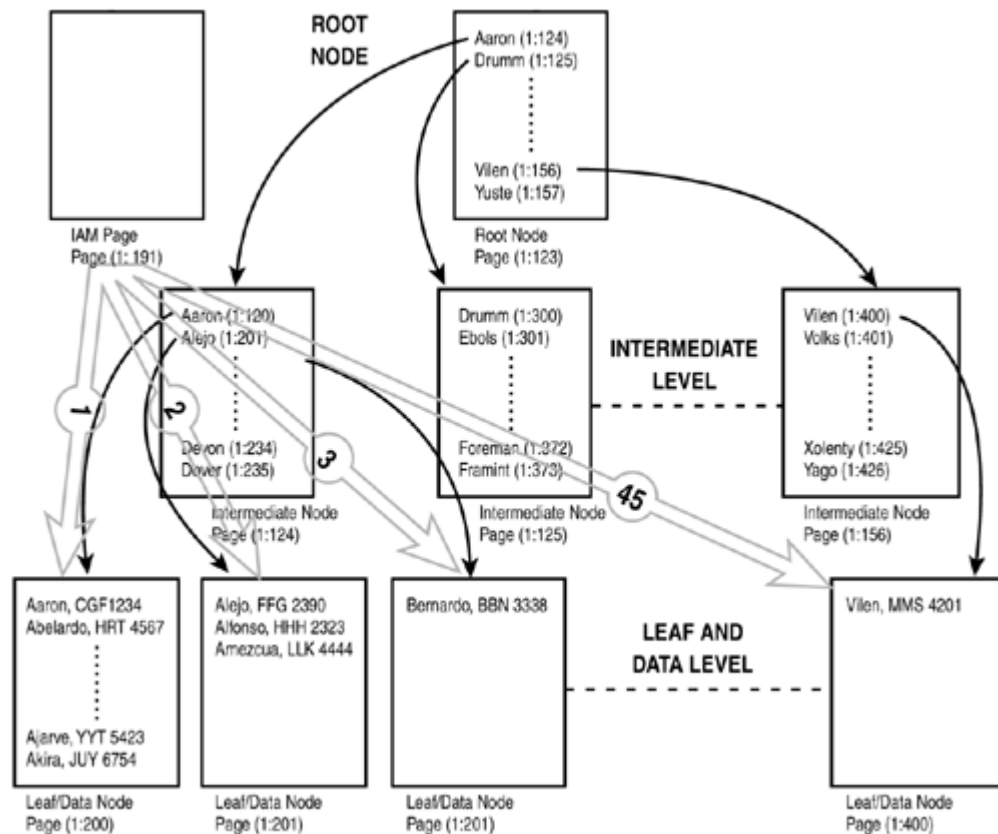 ROOT
NODE
Aaron (1:124)
Drumm (1:125)
Vilen (1:156)
Yuste (1:157)
IAM Page
Page (1: 191)
Root Node
Page (1:123)
Aaron (1:120)
Alejo (1:201)
Devon (1:234)
Dover (1:235)
Drumm (1:300)
Ebols (1:301)
Foreman (1:372)
Framint (1:373)
INTERMEDIATE
LEVEL
Vilen (1:400)
Volks (1:401)
Xolenty (1:425)
Yago (1:426)
1
2
3
45
Intermediate Node
Page (1:124)
Intermediate Node
Page (1:125)
Intermediate Node
Page (1:156)
Aaron, CGF1234
Abelardo, HRT 4567
Ajarve, YYT 5423
Akira, JUY 6754
Alejo, FFG 2390
Alfonso, HHH 2323
Amezcua, LLK 4444
Bernardo, BBN 3338
LEAF AND
DATA LEVEL
Vilen, MMS 4201
Leaf/Data Node
Page (1:200)
Leaf/Data Node
Page (1:201)
Leaf/Data Node
Page (1:201)
Leaf/Data Node
Page (1:400)